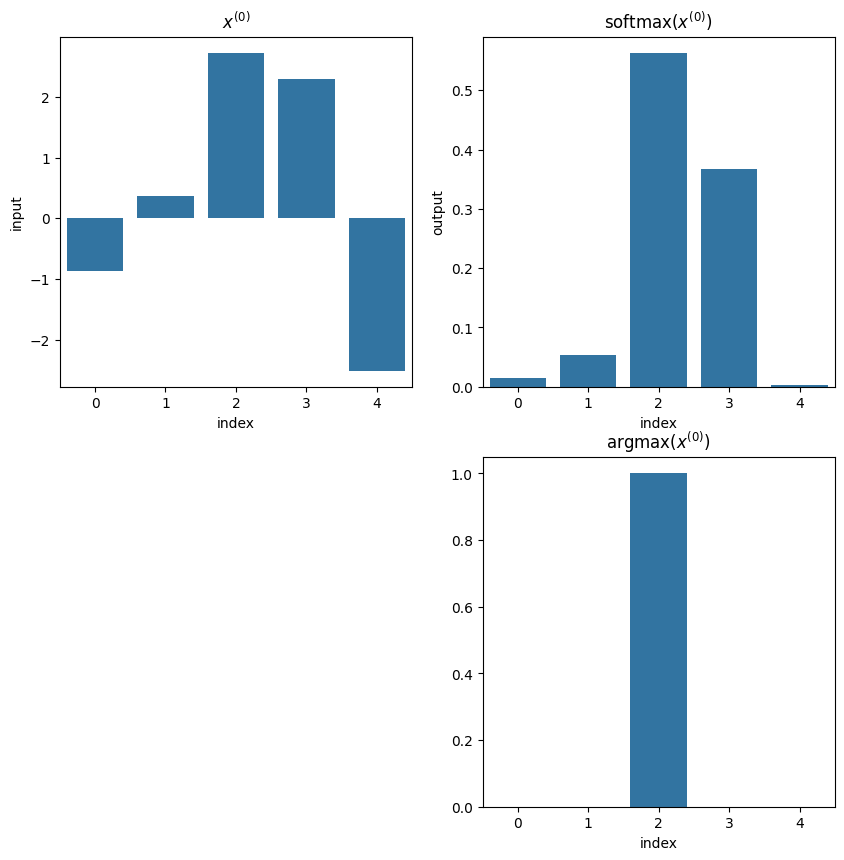 x^(0)
input
2
1
0
−1
−2
0 1 2 3 4
index
softmax(x^(0))
output
0.5
0.4
0.3
0.2
0.1
0.0
0 1 2 3 4
index
argmax(x^(0))
1.0
0.8
0.6
0.4
0.2
0.0
0 1 2 3 4
index